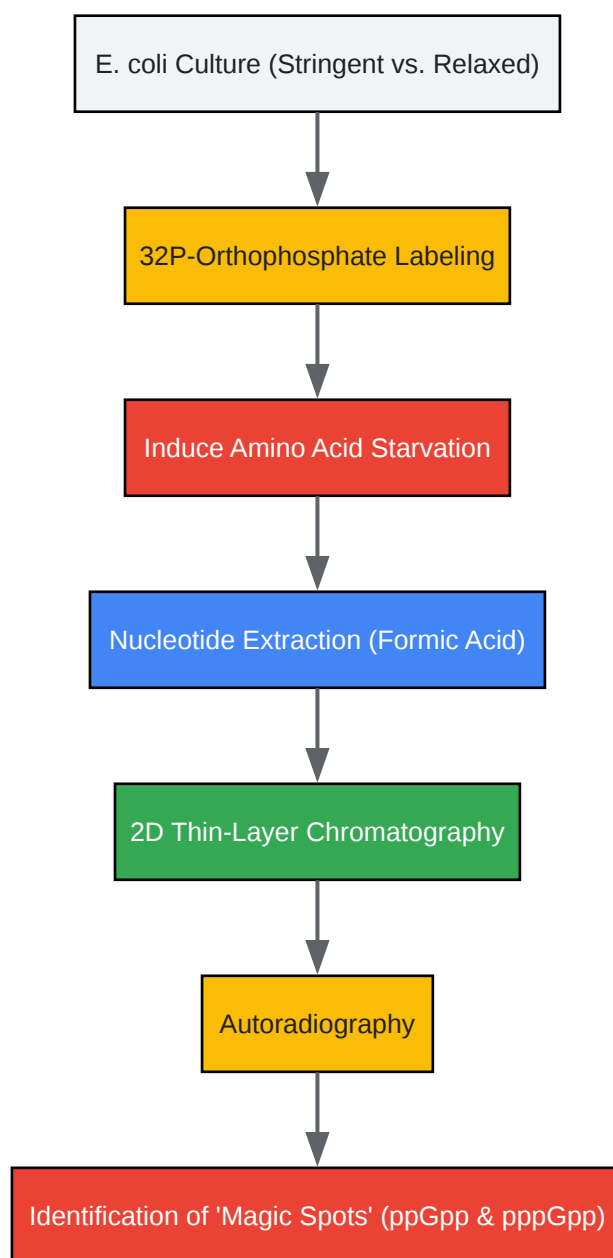 E. coli Culture (Stringent vs. Relaxed)
32P-Orthophosphate Labeling
Induce Amino Acid Starvation
Nucleotide Extraction (Formic Acid)
2D Thin-Layer Chromatography
Autoradiography
Identification of 'Magic Spots' (ppGpp & pppGpp)